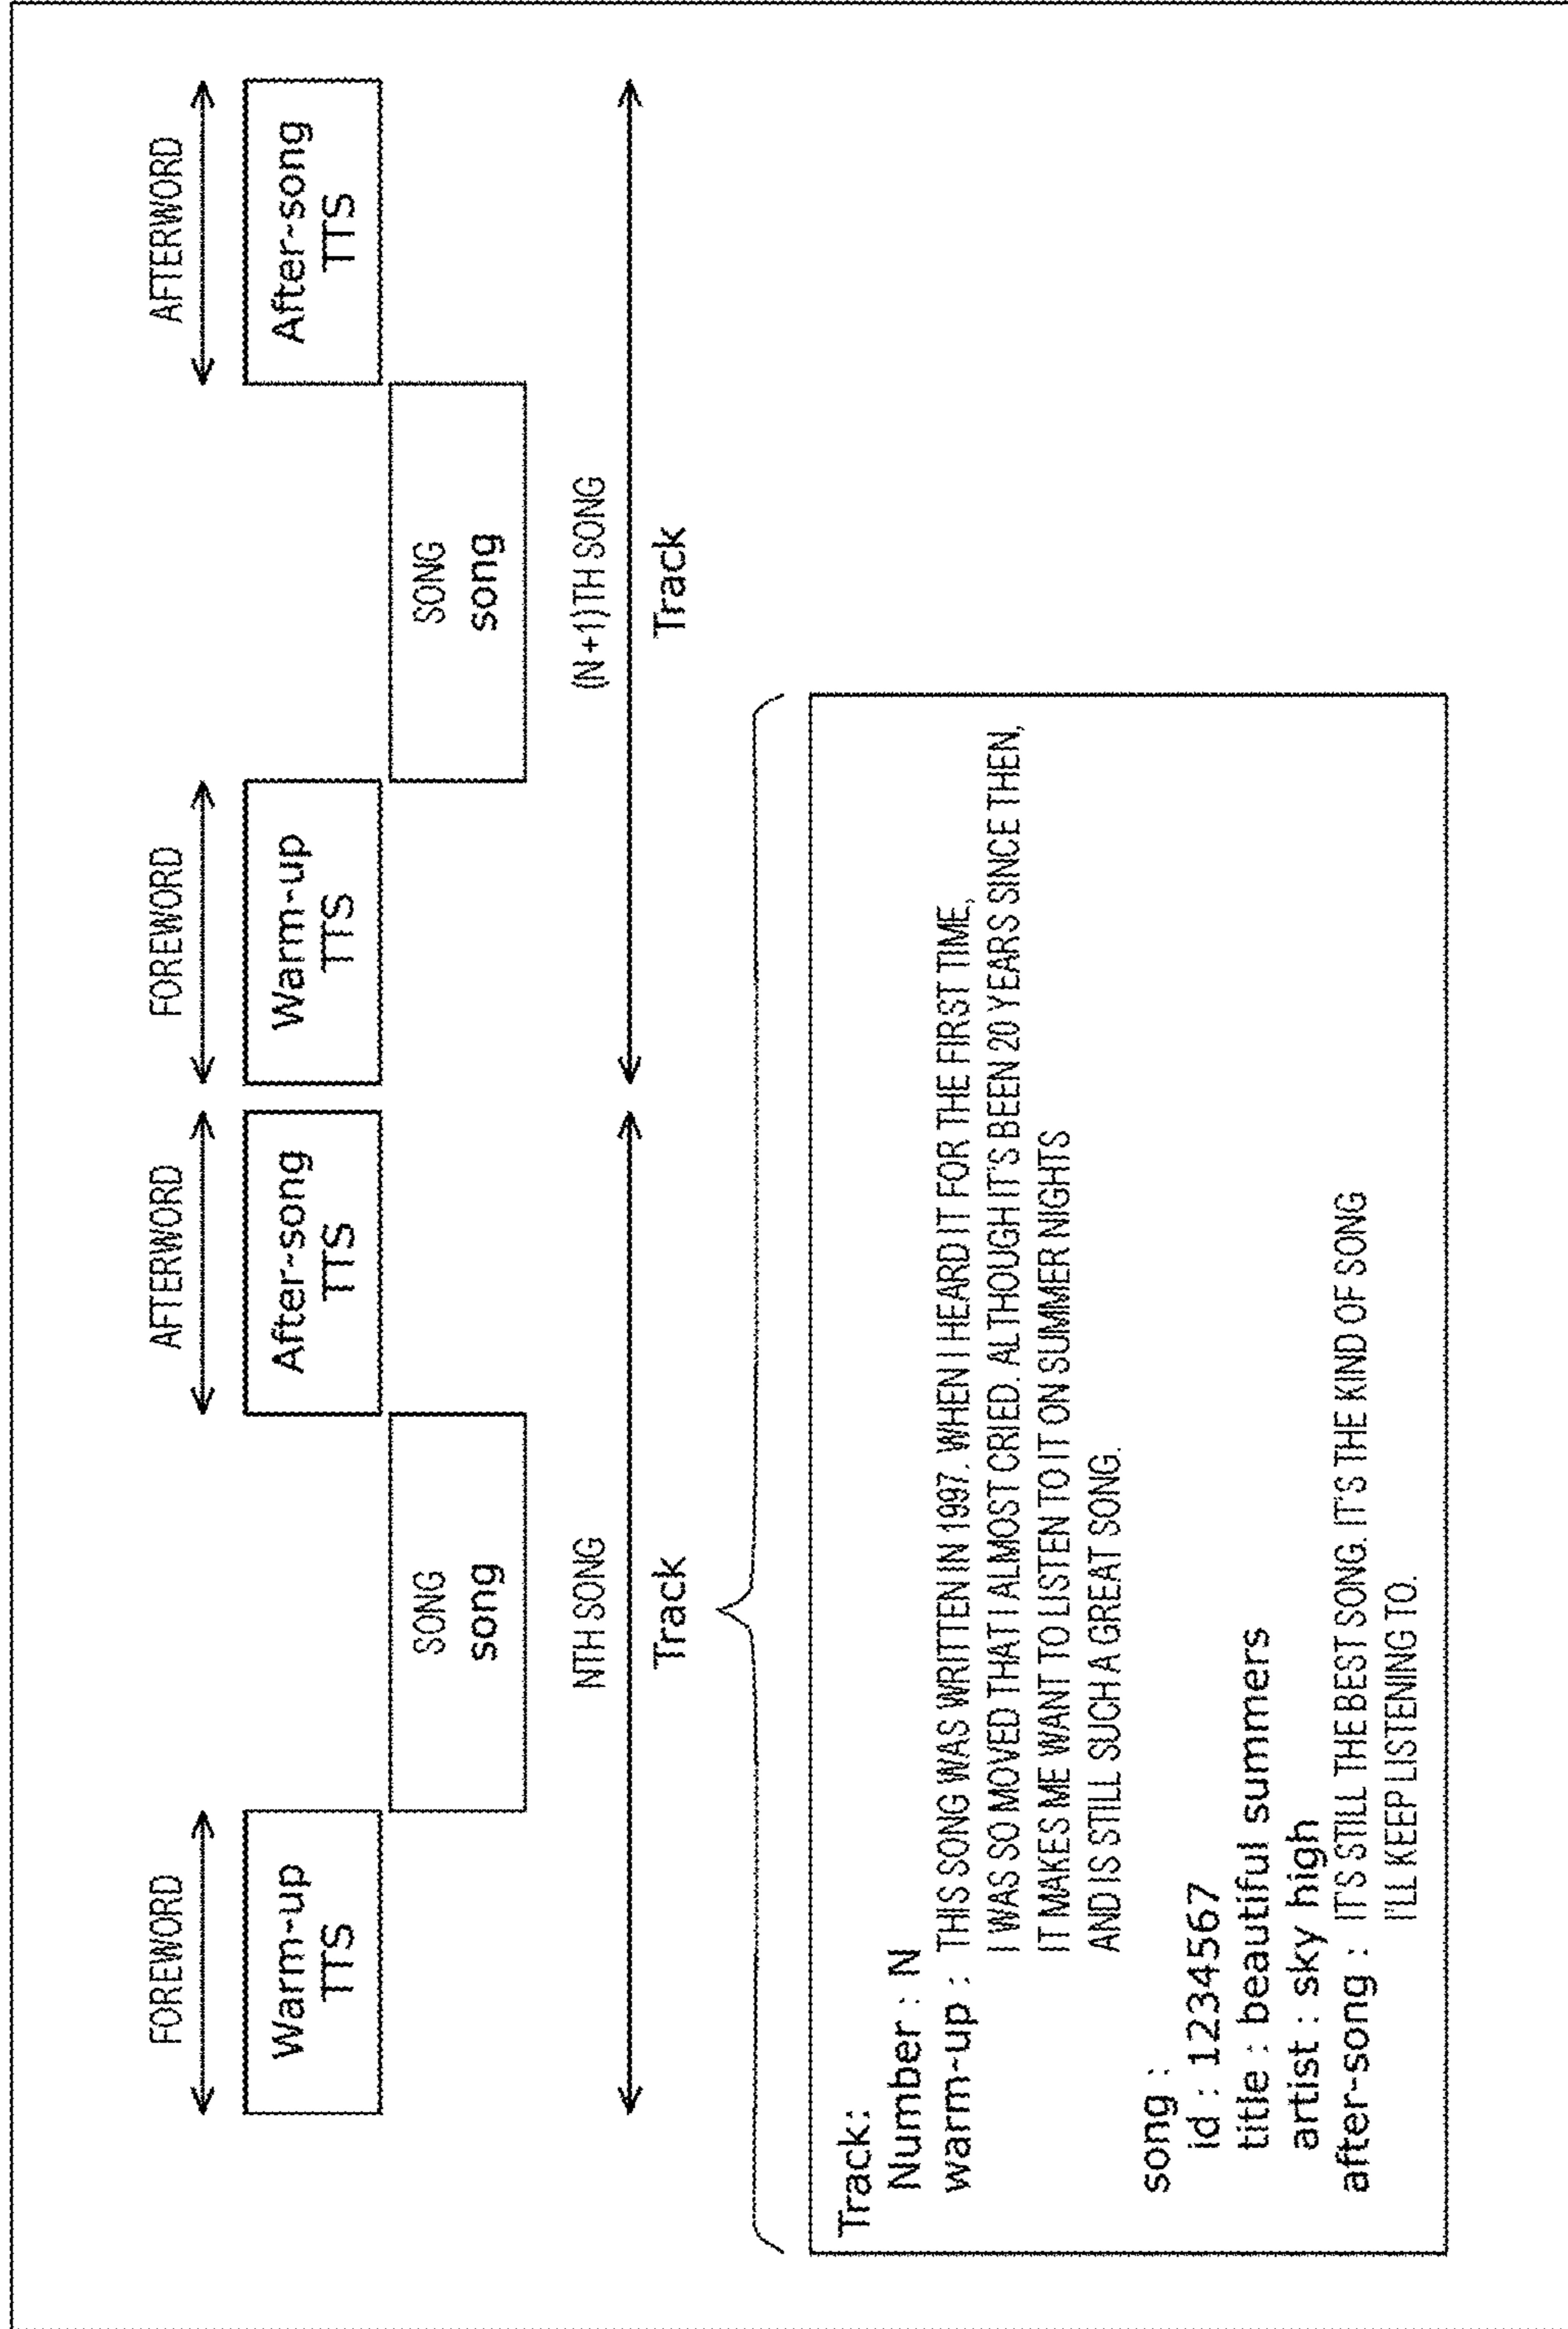 FOREWORD
AFTERWORD
FOREWORD
AFTERWORD
Warm-up
TTS
After-song
TTS
Warm-up
TTS
After-song
TTS
SONG
song
SONG
song
NTH SONG
(N+1)TH SONG
Track
Track
Track:
Number : N
warm-up : THIS SONG WAS WRITTEN IN 1997. WHEN I HEARD IT FOR THE FIRST TIME,
I WAS SO MOVED THAT I ALMOST CRIED. ALTHOUGH IT'S BEEN 20 YEARS SINCE THEN,
IT MAKES ME WANT TO LISTEN TO IT ON SUMMER NIGHTS
AND IS STILL SUCH A GREAT SONG.
song :
id : 1234567
title : beautiful summers
artist : sky high
after-song : IT'S STILL THE BEST SONG. IT'S THE KIND OF SONG
I'LL KEEP LISTENING TO.